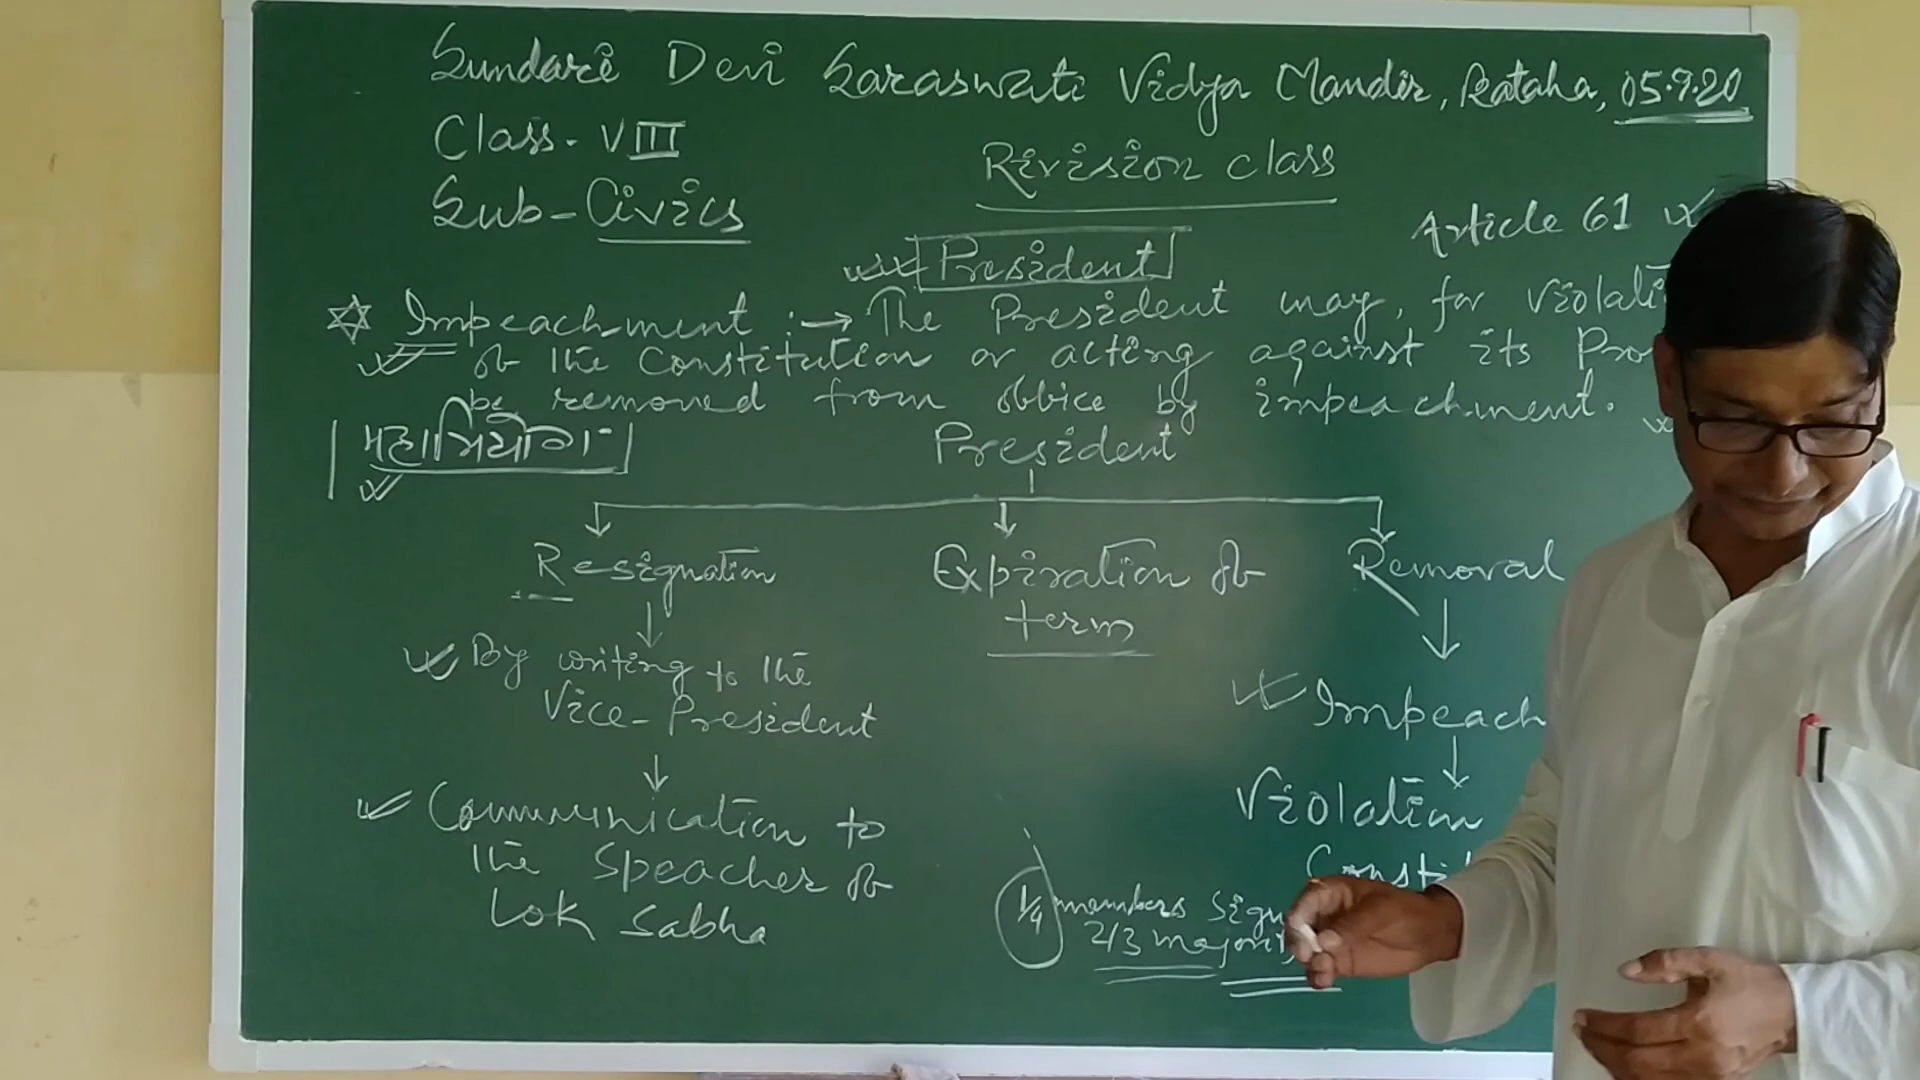 Sundari Devi Saraswati Vidya Mandir, Rataha, 05.9.20
Class- VIII
Sub- Civics
Rivision class
Article 61
President
Impeachment :→ The President may, for violati
of the Constitution or acting against its Pro
be removed from office by impeachment.
महाभियोग
President
Resignation
Expiration of
term
Removal
By writing to the
Vice-President
Impeach
Communication to
the Speacher of
Lok Sabha
Violation
Consti
1/4 members sign
2/3 majority